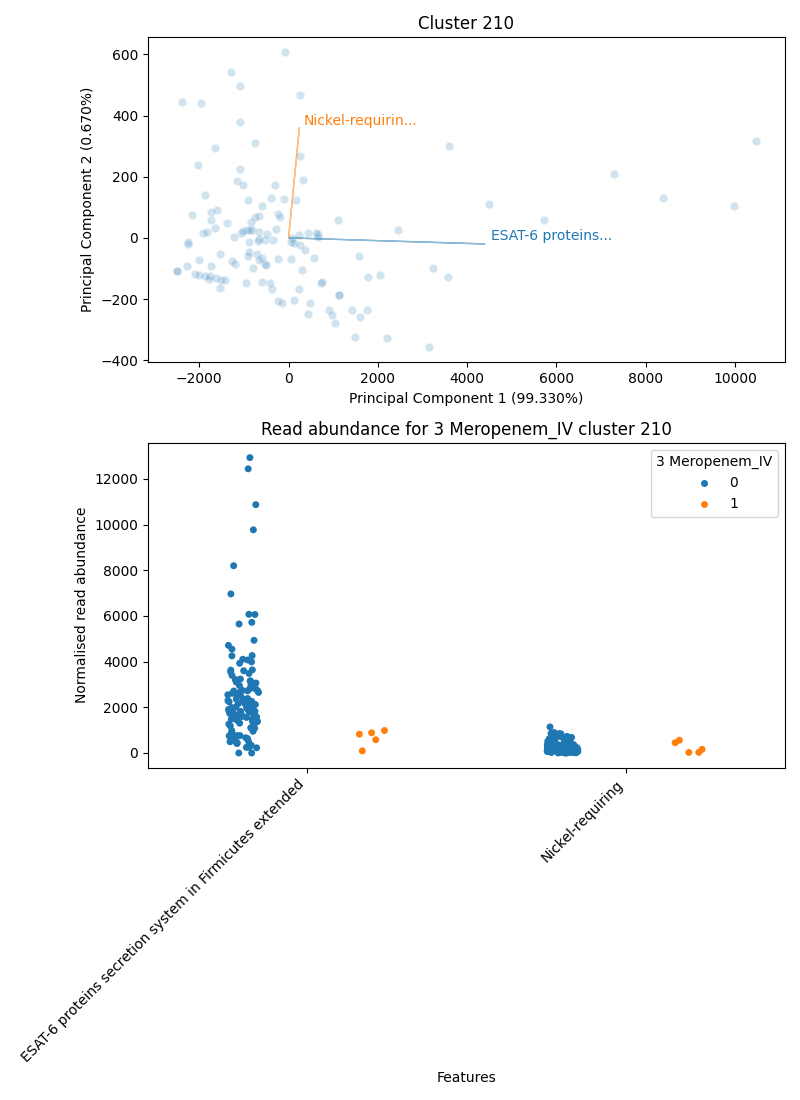 Cluster 210
Principal Component 2 (0.670%)
600
400
200
0
−200
−400
Nickel-requirin...
ESAT-6 proteins...
−2000
0
2000
4000
6000
8000
10000
Principal Component 1 (99.330%)
Read abundance for 3 Meropenem_IV cluster 210
Normalised read abundance
12000
10000
8000
6000
4000
2000
0
3 Meropenem_IV
0
1
ESAT-6 proteins secretion system in Firmicutes extended
Nickel-requiring
Features